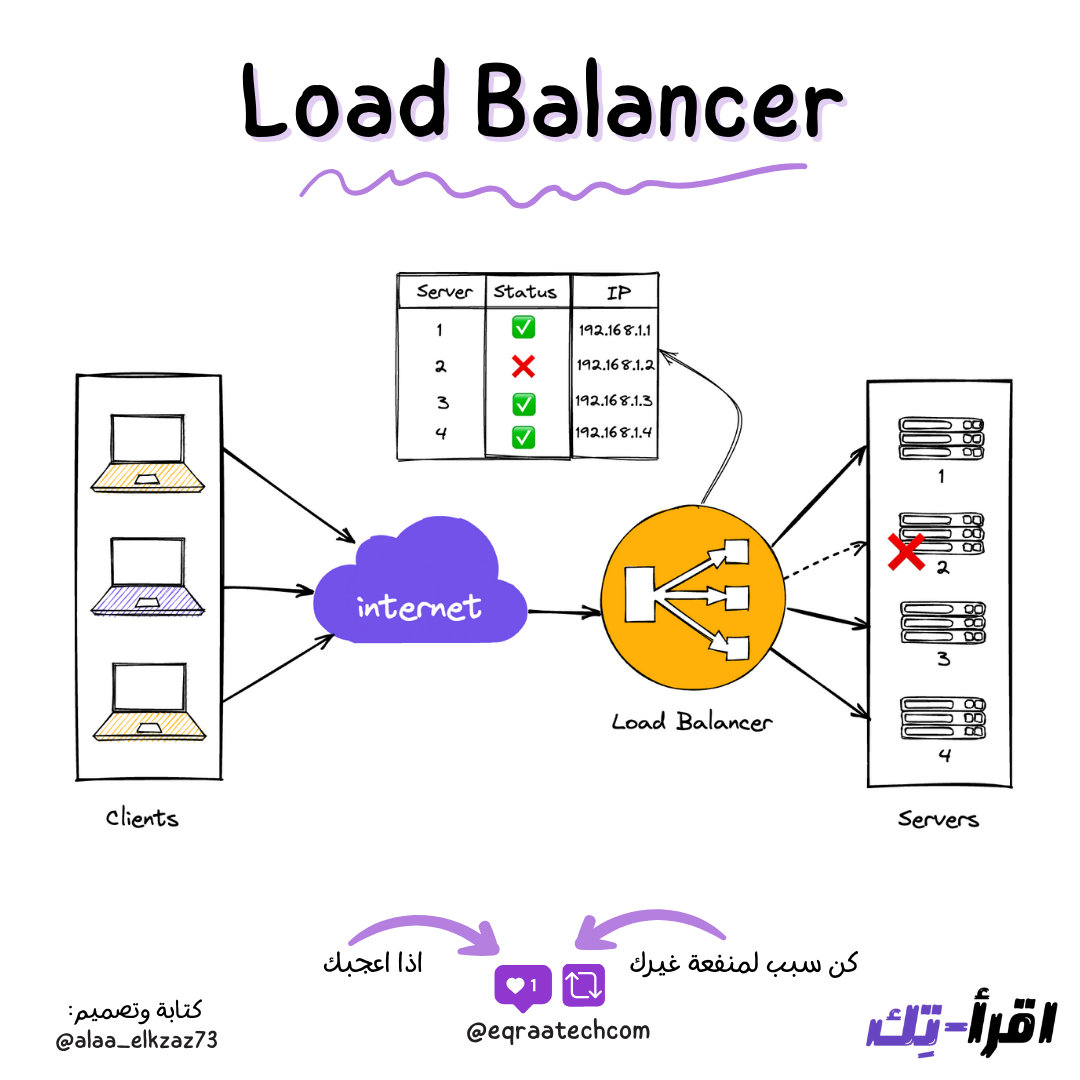 Load Balancer
Server Status IP
1 ✅ 192.168.1.1
2 ❌ 192.168.1.2
3 ✅ 192.168.1.3
4 ✅ 192.168.1.4
internet
Load Balancer
Clients
1
2
3
4
Servers
اذا اعجبك
كن سبب لمنفعة غيرك
1
@eqraatechcom
كتابة وتصميم:
@alaa_elkzaz73
اقرأ-تِك